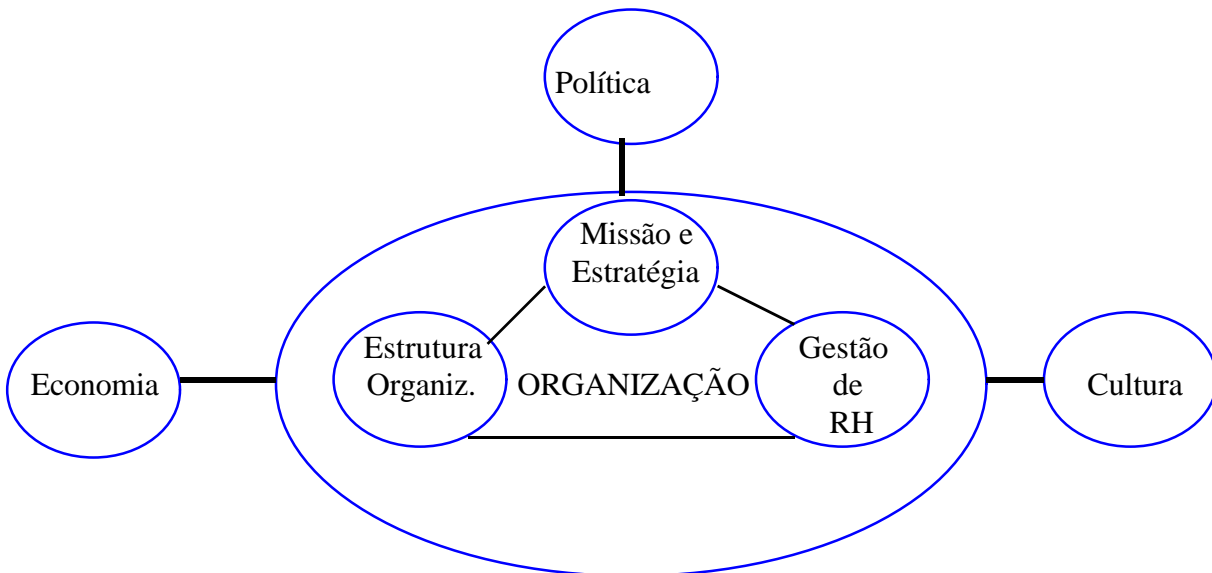 Política
Missão e
Estratégia
Estrutura
Organiz.
ORGANIZAÇÃO
Gestão
de
RH
Economia
Cultura